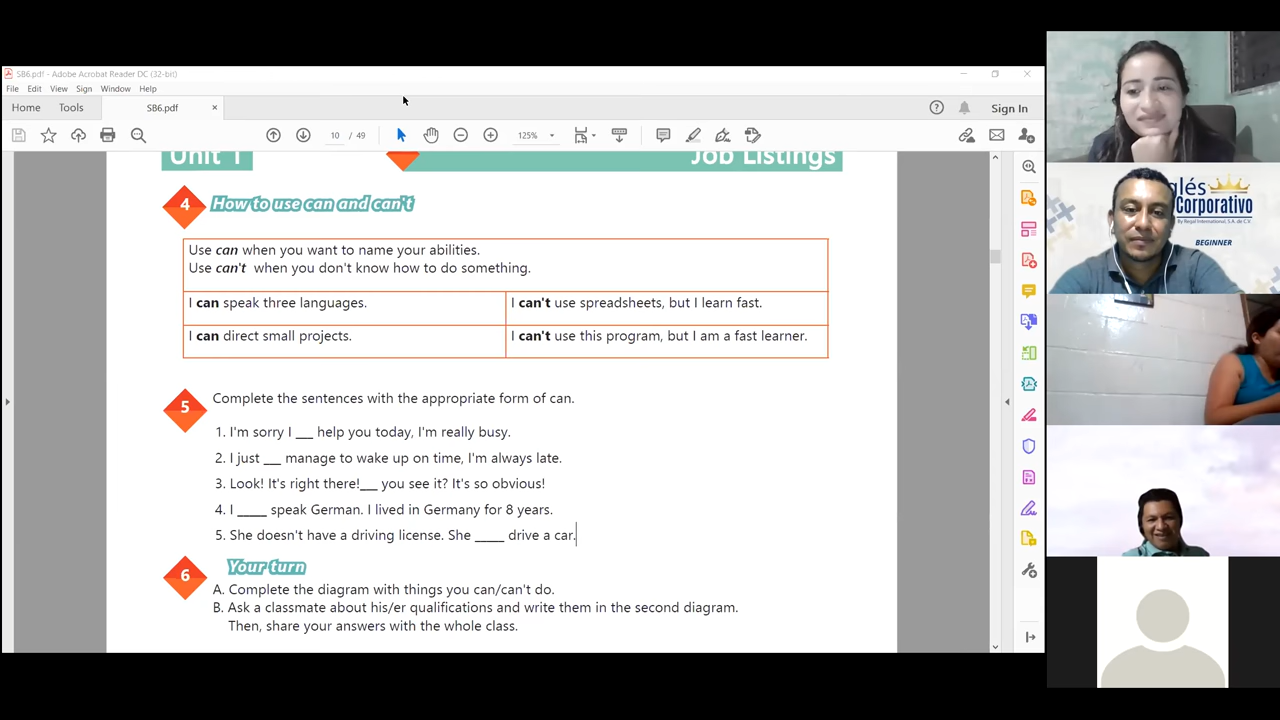 SB6.pdf - Adobe Acrobat Reader DC (32-bit)
File Edit View Sign Window Help
Home Tools SB6.pdf × Sign In
10 / 49 125%
Unit 1 Job Listings
4 How to use can and can't
Use can when you want to name your abilities.
Use can't when you don't know how to do something.
I can speak three languages. I can't use spreadsheets, but I learn fast.
I can direct small projects. I can't use this program, but I am a fast learner.
5 Complete the sentences with the appropriate form of can.
1. I'm sorry I ___ help you today, I'm really busy.
2. I just ___ manage to wake up on time, I'm always late.
3. Look! It's right there!___ you see it? It's so obvious!
4. I _____ speak German. I lived in Germany for 8 years.
5. She doesn't have a driving license. She _____ drive a car.
6 Your turn
A. Complete the diagram with things you can/can't do.
B. Ask a classmate about his/er qualifications and write them in the second diagram.
Then, share your answers with the whole class.
glés
Corporativo
By Regal International, S.A. de C.V.
BEGINNER